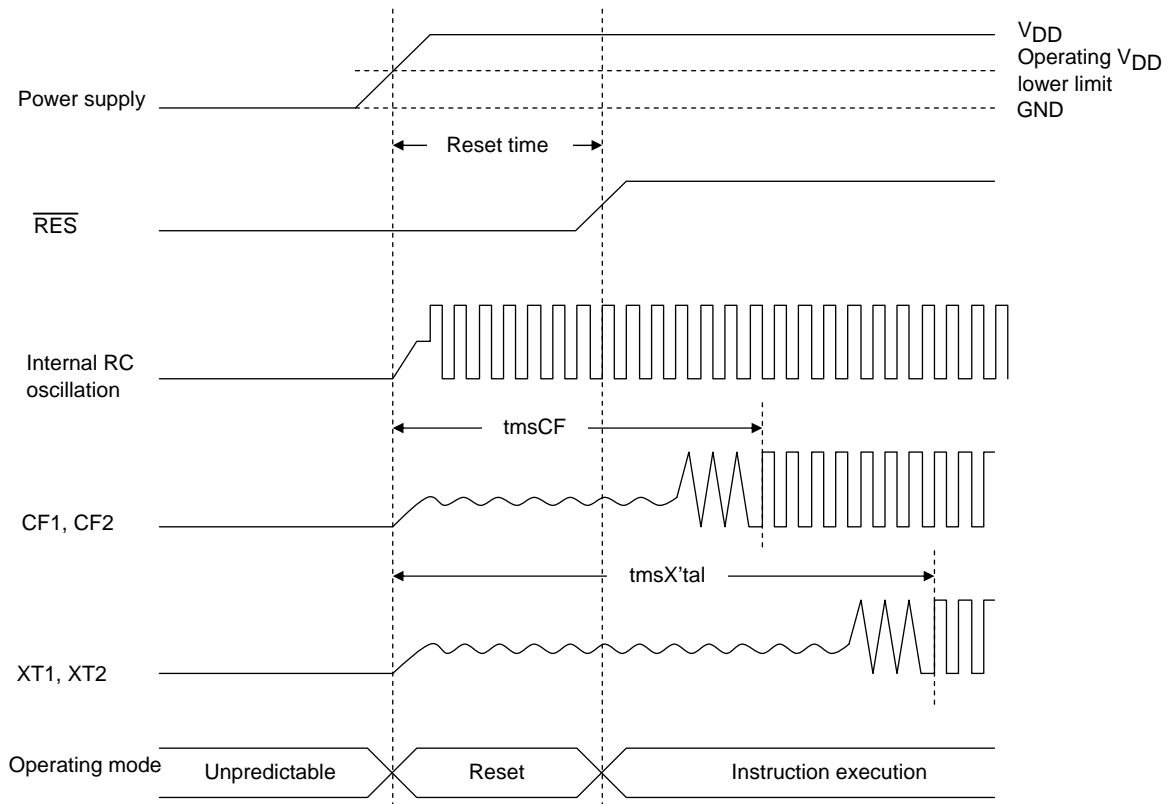 VDD
Operating VDD
lower limit
GND
Power supply
Reset time
RES
Internal RC
oscillation
tmsCF
CF1, CF2
tmsX'tal
XT1, XT2
Operating mode
Unpredictable
Reset
Instruction execution